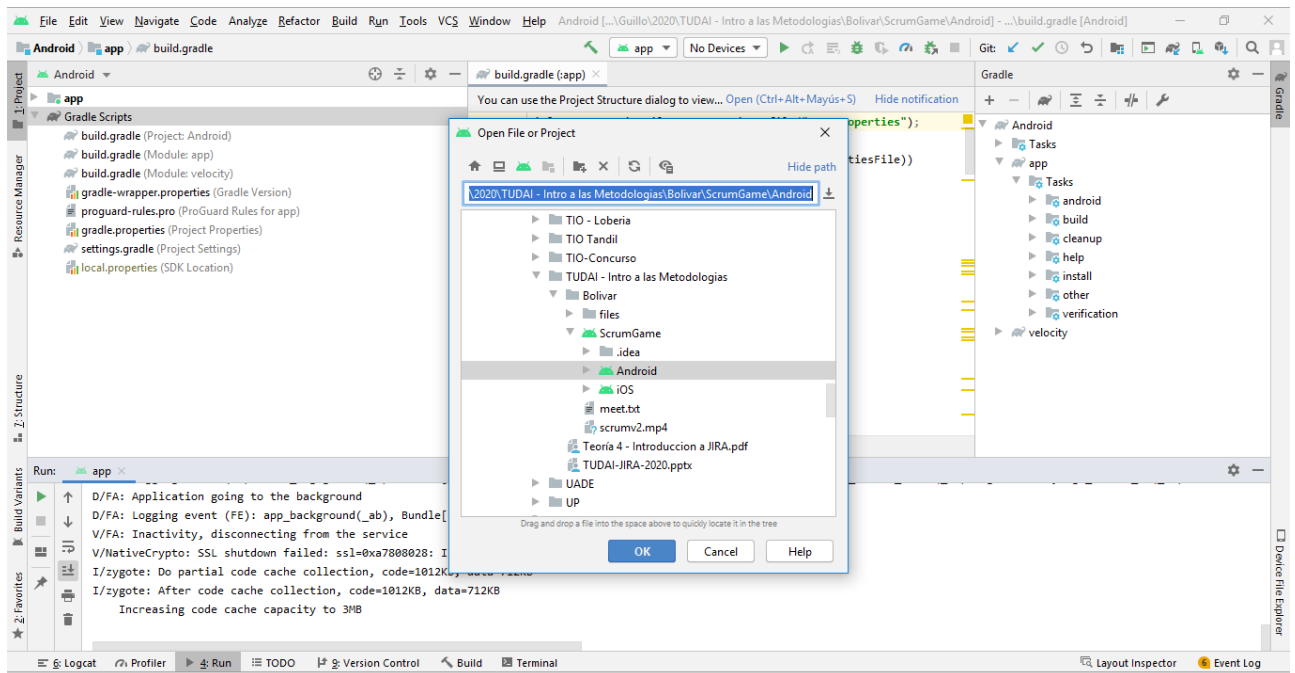 File Edit View Navigate Code Analyze Refactor Build Run Tools VCS Window Help Android [...\Guillo\2020\TUDAI - Intro a las Metodologias\Bolivar\ScrumGame\Android] - ...\build.gradle [Android]
Android app build.gradle
app No Devices Git:
1: Project
Resource Manager
7: Structure
Build Variants
2: Favorites
Android
app
Gradle Scripts
build.gradle (Project: Android)
build.gradle (Module: app)
build.gradle (Module: velocity)
gradle-wrapper.properties (Gradle Version)
proguard-rules.pro (ProGuard Rules for app)
gradle.properties (Project Properties)
settings.gradle (Project Settings)
local.properties (SDK Location)
build.gradle (:app)
You can use the Project Structure dialog to view... Open (Ctrl+Alt+Mayús+S) Hide notification
operties");
tiesFile))
Open File or Project
Hide path
\2020\TUDAI - Intro a las Metodologias\Bolivar\ScrumGame\Android
TIO - Loberia
TIO Tandil
TIO-Concurso
TUDAI - Intro a las Metodologias
Bolivar
files
ScrumGame
.idea
Android
iOS
meet.txt
scrumv2.mp4
Teoría 4 - Introduccion a JIRA.pdf
TUDAI-JIRA-2020.pptx
UADE
UP
Drag and drop a file into the space above to quickly locate it in the tree
OK Cancel Help
Gradle
Android
Tasks
app
Tasks
android
build
cleanup
help
install
other
verification
velocity
Gradle
Device File Explorer
Run: app
D/FA: Application going to the background
D/FA: Logging event (FE): app_background(_ab), Bundle[
V/FA: Inactivity, disconnecting from the service
V/NativeCrypto: SSL shutdown failed: ssl=0xa7808028: I
I/zygote: Do partial code cache collection, code=1012KB, data=712KB
I/zygote: After code cache collection, code=1012KB, data=712KB
Increasing code cache capacity to 3MB
6: Logcat Profiler 4: Run TODO 9: Version Control Build Terminal Layout Inspector 6 Event Log